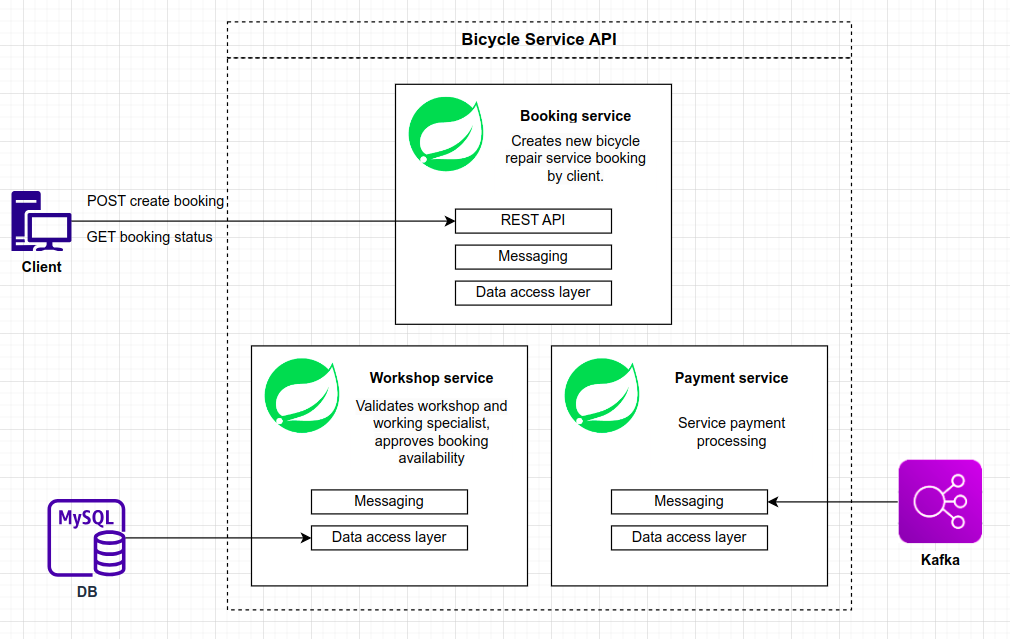 Bicycle Service API
Booking service
Creates new bicycle
repair service booking
by client.
POST create booking
REST API
GET booking status
Messaging
Client
Data access layer
Workshop service
Validates workshop and
working specialist,
approves booking
availability
Messaging
Data access layer
Payment service
Service payment
processing
Messaging
Data access layer
MySQL
DB
Kafka